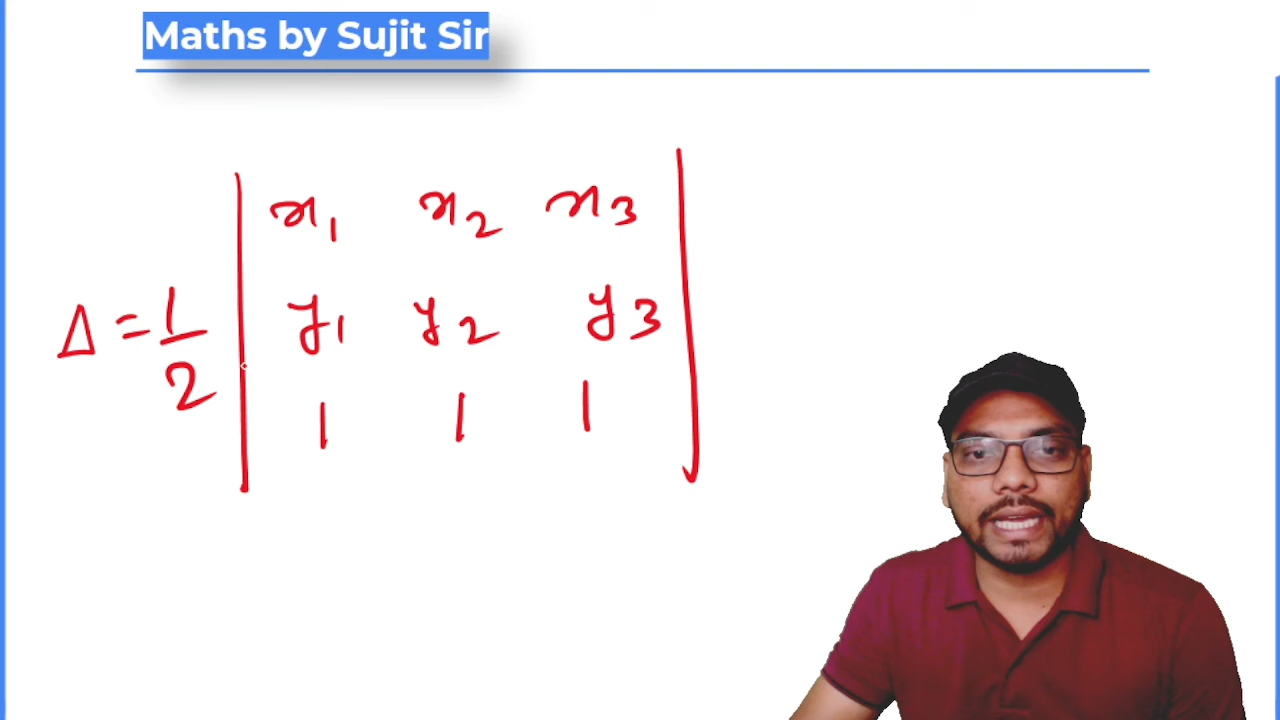 Maths by Sujit Sir
x1 x2 x3
Δ = 1/2 | y1 y2 y3 |
1 1 1